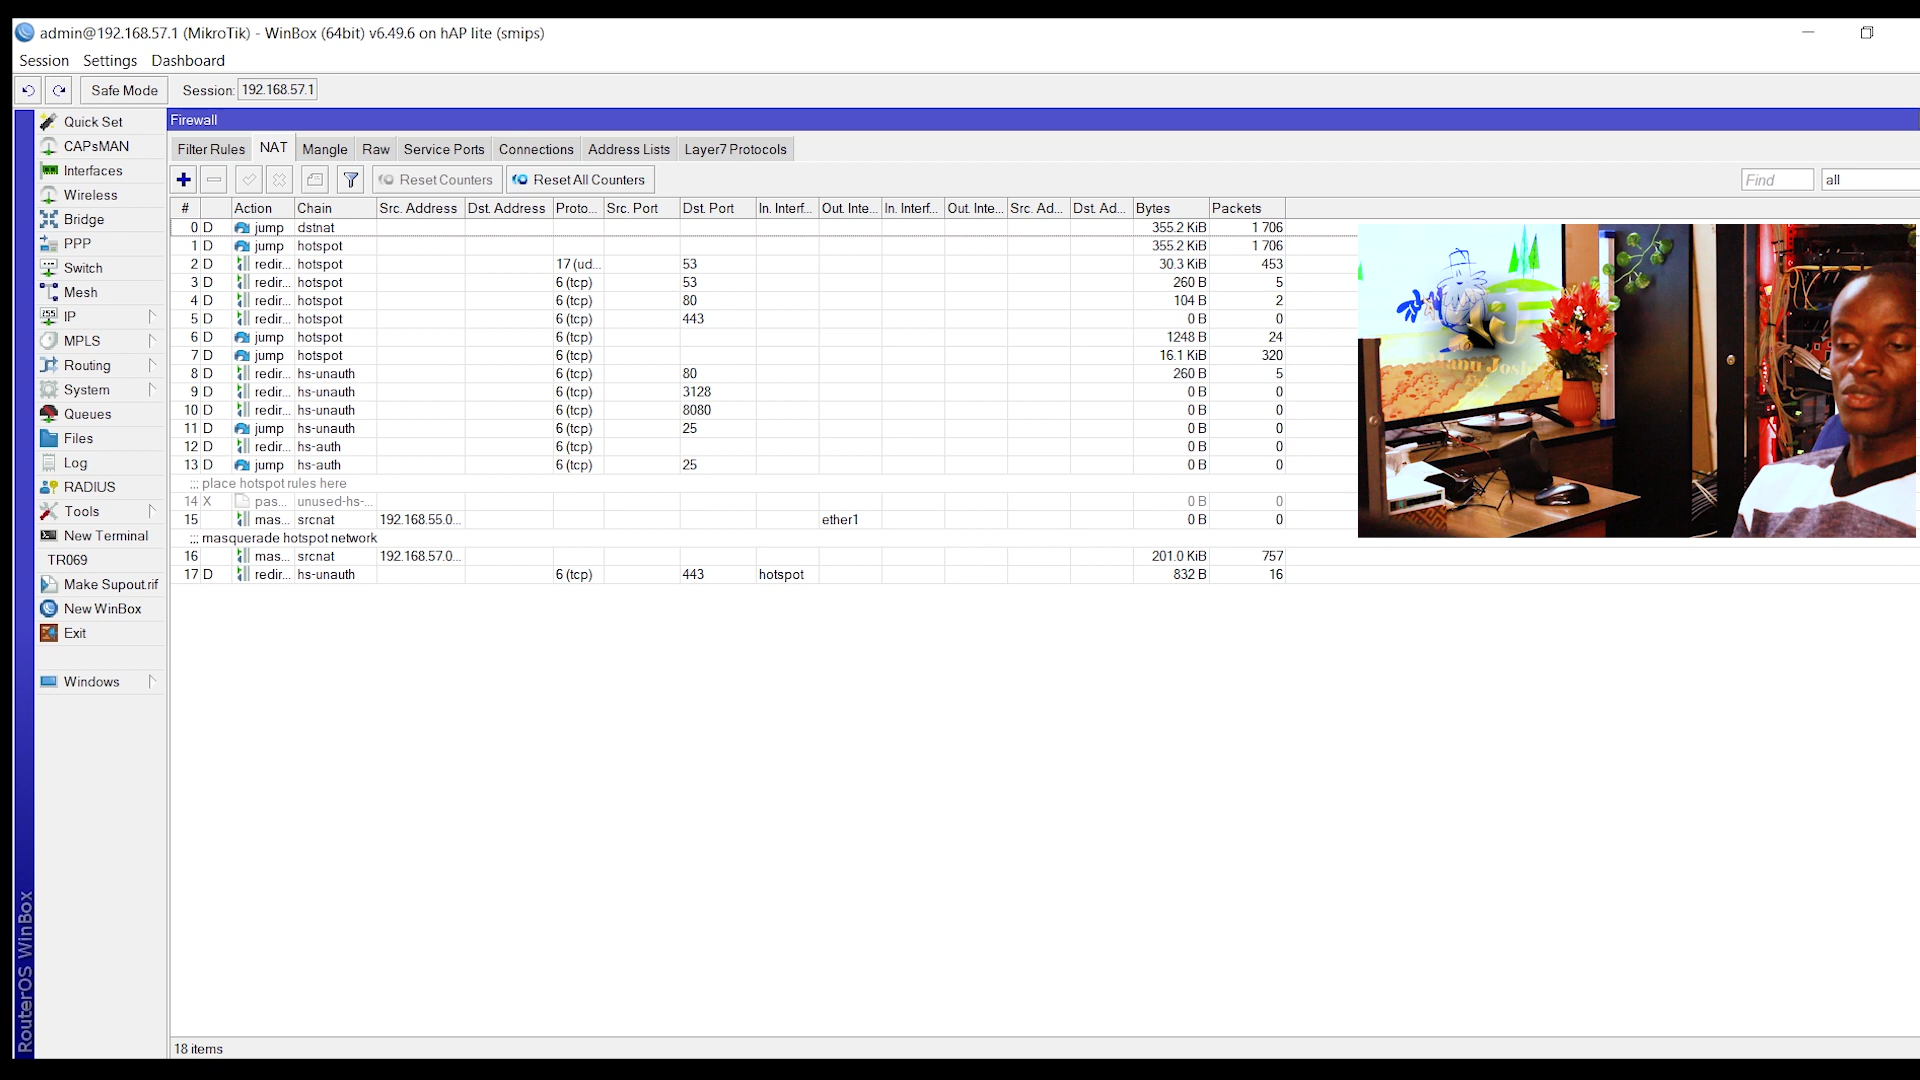 admin@192.168.57.1 (MikroTik) - WinBox (64bit) v6.49.6 on hAP lite (smips)
Session Settings Dashboard
Safe Mode Session: 192.168.57.1
Quick Set
CAPsMAN
Interfaces
Wireless
Bridge
PPP
Switch
Mesh
IP
MPLS
Routing
System
Queues
Files
Log
RADIUS
Tools
New Terminal
TR069
Make Supout.rif
New WinBox
Exit
Windows
RouterOS WinBox
Firewall
Filter Rules NAT Mangle Raw Service Ports Connections Address Lists Layer7 Protocols
Reset Counters Reset All Counters Find all
# Action Chain Src. Address Dst. Address Proto... Src. Port Dst. Port In. Interf... Out. Inte... In. Interf... Out. Inte... Src. Ad... Dst. Ad... Bytes Packets
0 D jump dstnat 355.2 KiB 1 706
1 D jump hotspot 355.2 KiB 1 706
2 D redir... hotspot 17 (ud... 53 30.3 KiB 453
3 D redir... hotspot 6 (tcp) 53 260 B 5
4 D redir... hotspot 6 (tcp) 80 104 B 2
5 D redir... hotspot 6 (tcp) 443 0 B 0
6 D jump hotspot 6 (tcp) 1248 B 24
7 D jump hotspot 6 (tcp) 16.1 KiB 320
8 D redir... hs-unauth 6 (tcp) 80 260 B 5
9 D redir... hs-unauth 6 (tcp) 3128 0 B 0
10 D redir... hs-unauth 6 (tcp) 8080 0 B 0
11 D jump hs-unauth 6 (tcp) 25 0 B 0
12 D redir... hs-auth 6 (tcp) 0 B 0
13 D jump hs-auth 6 (tcp) 25 0 B 0
;;; place hotspot rules here
14 X pas... unused-hs-... 0 B 0
15 mas... srcnat 192.168.55.0... ether1 0 B 0
;;; masquerade hotspot network
16 mas... srcnat 192.168.57.0... 201.0 KiB 757
17 D redir... hs-unauth 6 (tcp) 443 hotspot 832 B 16
18 items